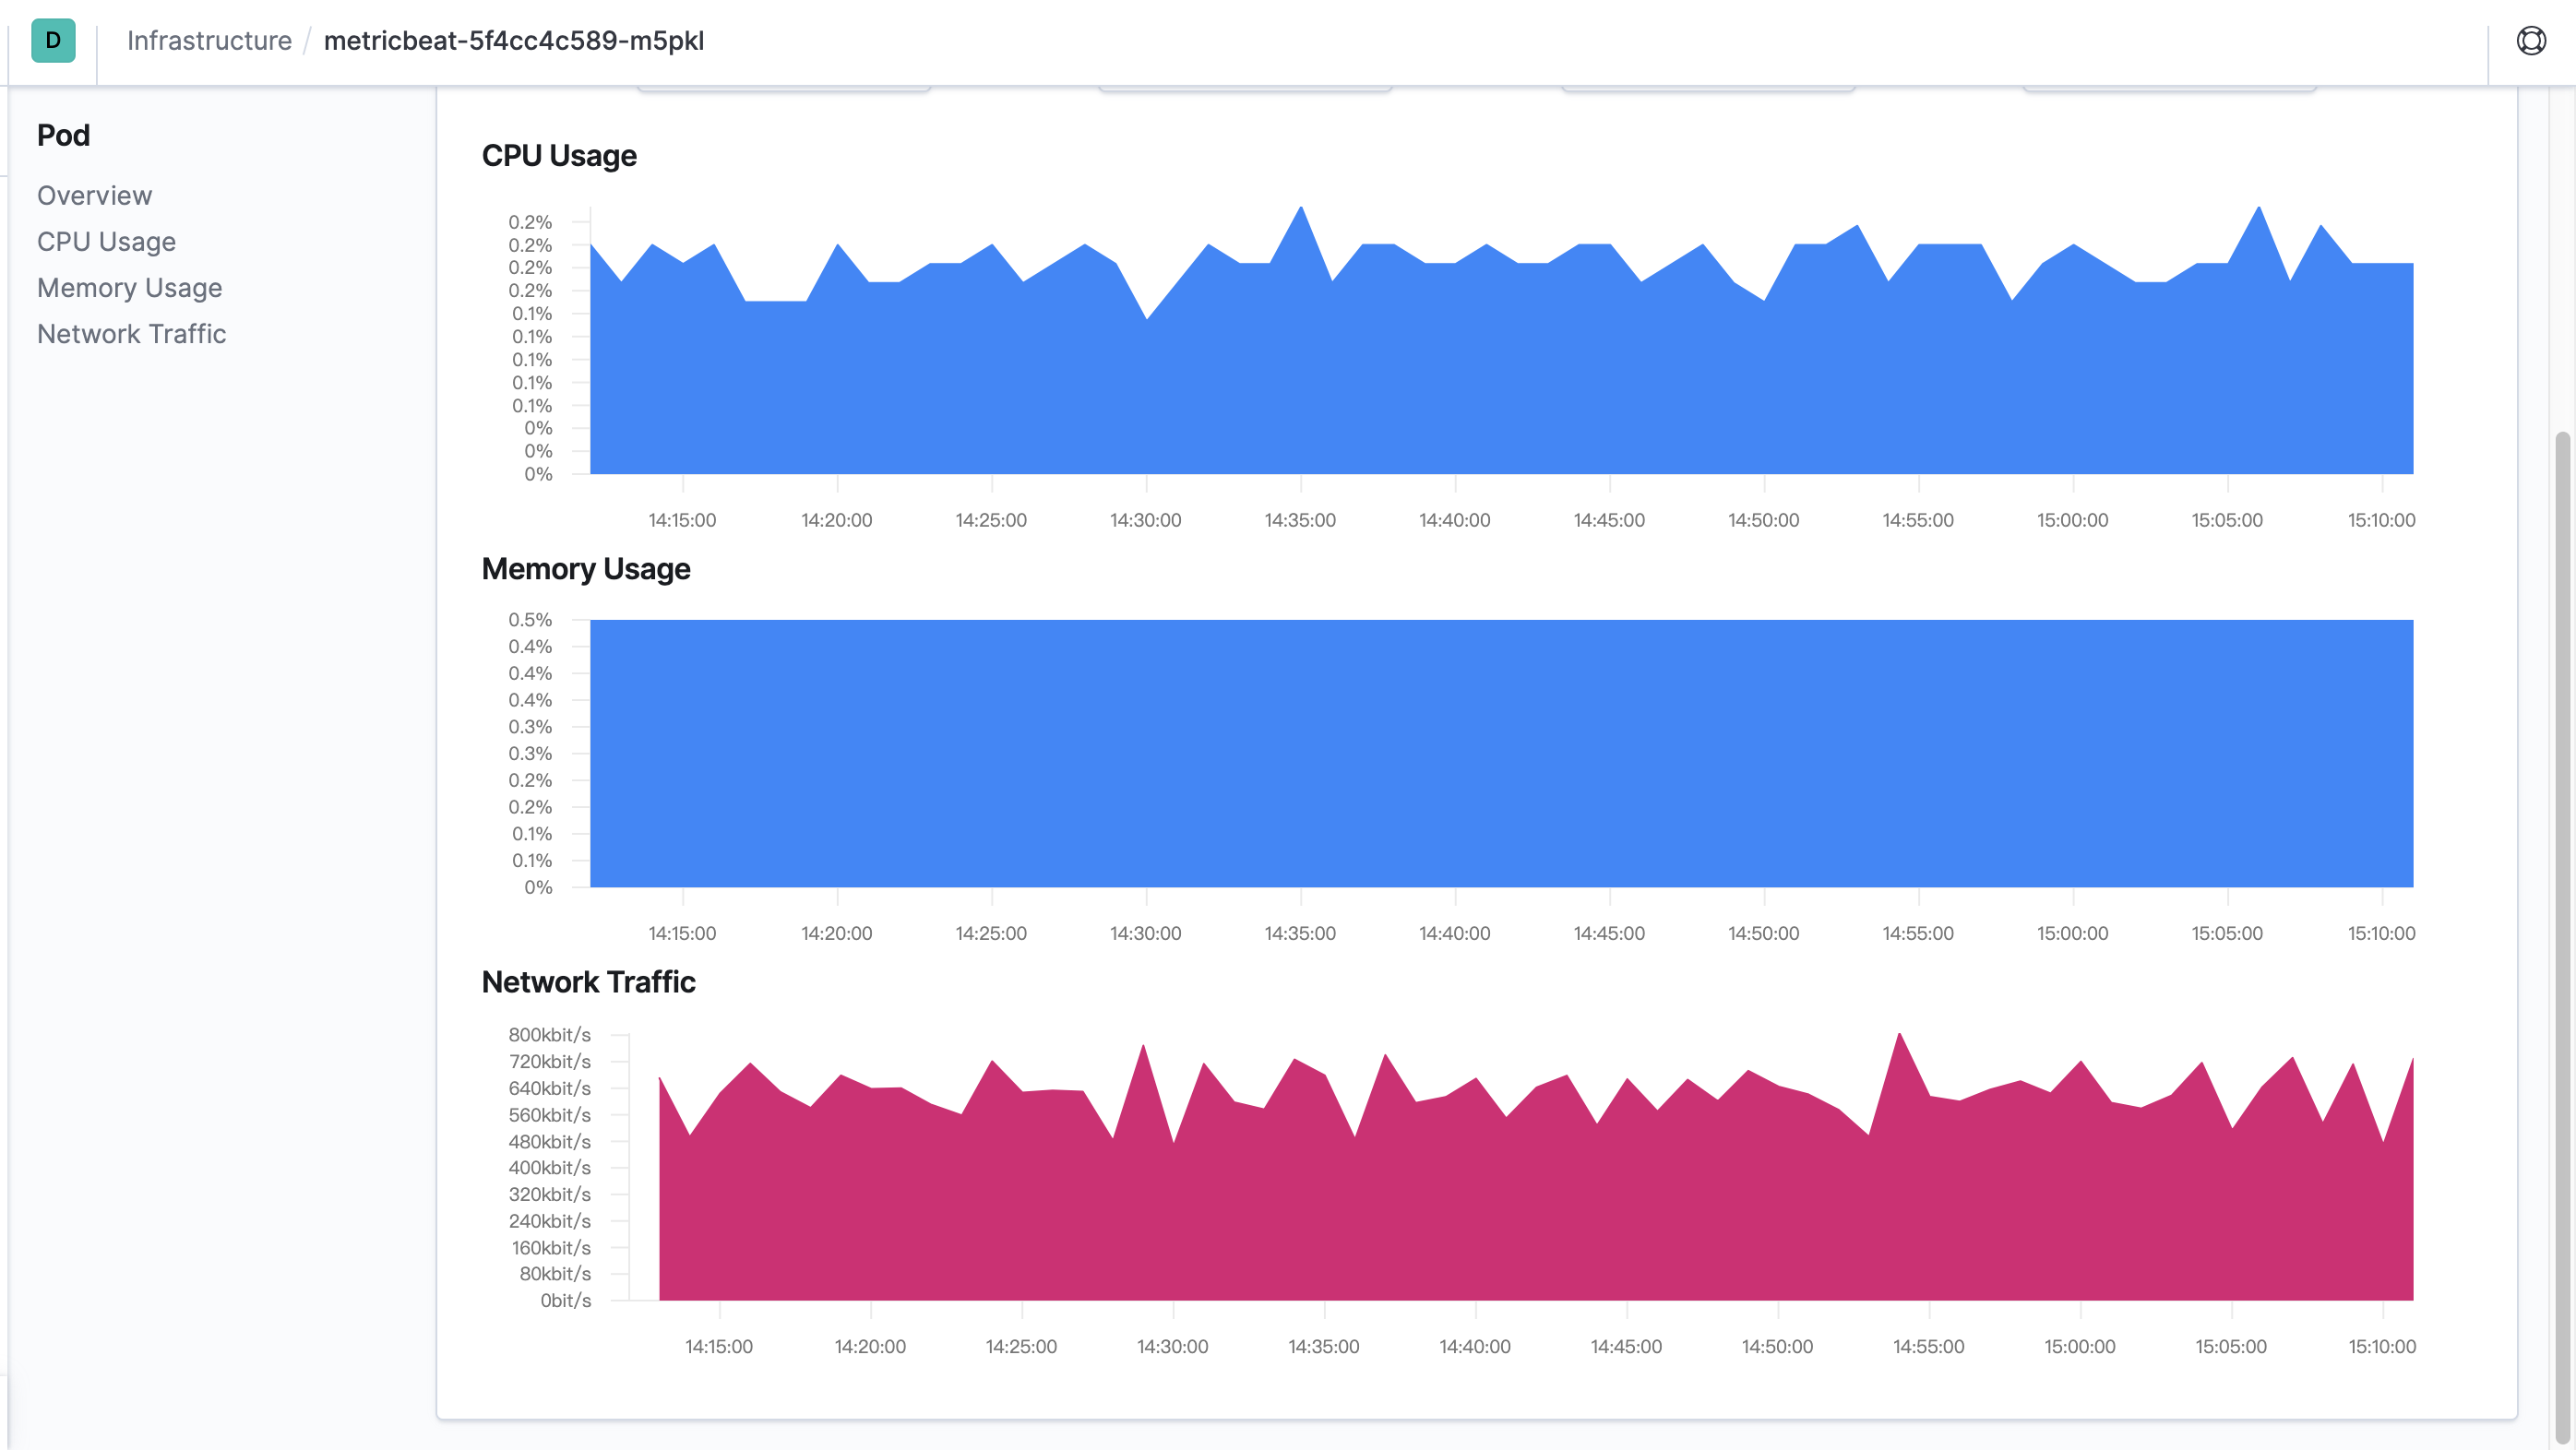 D
Infrastructure / metricbeat-5f4cc4c589-m5pkl
Pod
Overview
CPU Usage
Memory Usage
Network Traffic
CPU Usage
0.2%
0.2%
0.2%
0.2%
0.1%
0.1%
0.1%
0.1%
0.1%
0%
0%
0%
14:15:00 14:20:00 14:25:00 14:30:00 14:35:00 14:40:00 14:45:00 14:50:00 14:55:00 15:00:00 15:05:00 15:10:00
Memory Usage
0.5%
0.4%
0.4%
0.4%
0.3%
0.3%
0.2%
0.2%
0.1%
0.1%
0%
14:15:00 14:20:00 14:25:00 14:30:00 14:35:00 14:40:00 14:45:00 14:50:00 14:55:00 15:00:00 15:05:00 15:10:00
Network Traffic
800kbit/s
720kbit/s
640kbit/s
560kbit/s
480kbit/s
400kbit/s
320kbit/s
240kbit/s
160kbit/s
80kbit/s
0bit/s
14:15:00 14:20:00 14:25:00 14:30:00 14:35:00 14:40:00 14:45:00 14:50:00 14:55:00 15:00:00 15:05:00 15:10:00